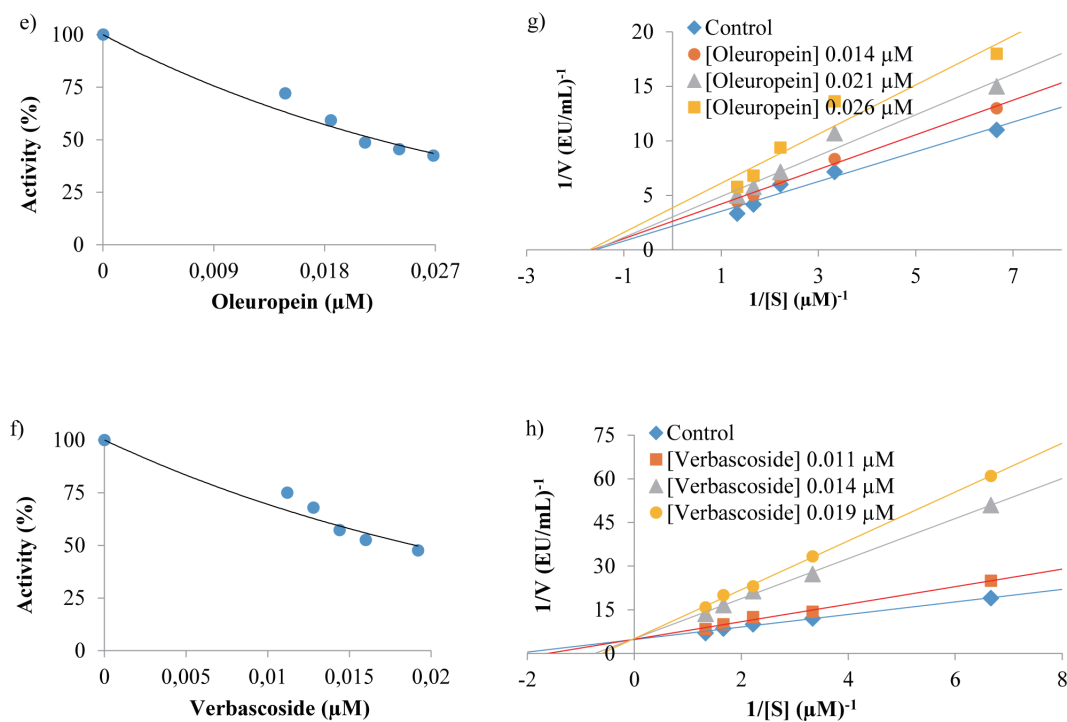 e)
100
75
50
25
0
Activity (%)
0
0,009
0,018
0,027
Oleuropein (µM)
g)
Control
[Oleuropein] 0.014 µM
[Oleuropein] 0.021 µM
[Oleuropein] 0.026 µM
20
15
10
5
0
1/V (EU/mL)-1
-3
-1
1
3
5
7
1/[S] (µM)-1
f)
100
75
50
25
0
Activity (%)
0
0,005
0,01
0,015
0,02
Verbascoside (µM)
h)
Control
[Verbascoside] 0.011 µM
[Verbascoside] 0.014 µM
[Verbascoside] 0.019 µM
75
60
45
30
15
0
1/V (EU/mL)-1
-2
0
2
4
6
8
1/[S] (µM)-1